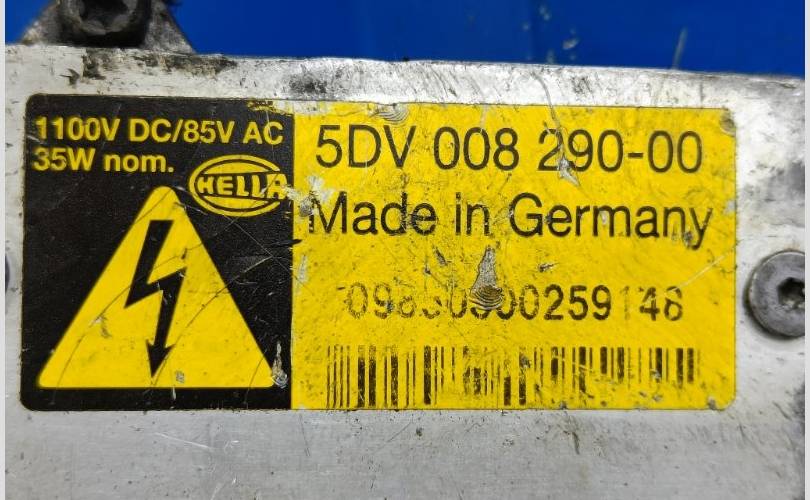 1100V DC/85V AC
35W nom.
HELLA
5DV 008 290-00
Made in Germany